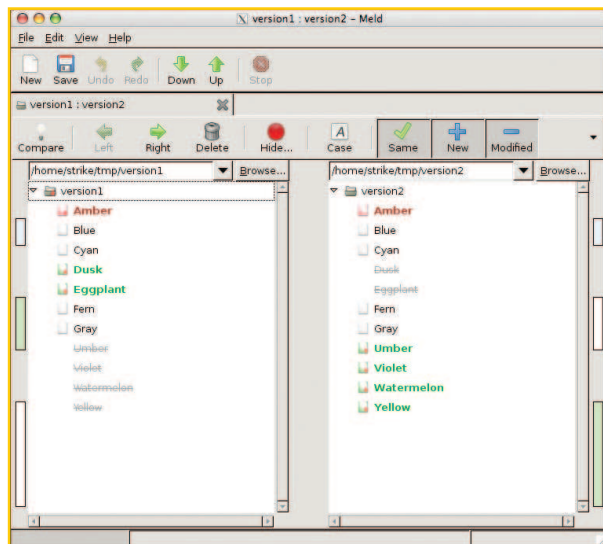 version1 : version2 – Meld
File Edit View Help
New Save Undo Redo Down Up Stop
version1 : version2
Compare Left Right Delete Hide... Case Same New Modified
/home/strike/tmp/version1 Browse... /home/strike/tmp/version2 Browse...
version1
Amber
Blue
Cyan
Dusk
Eggplant
Fern
Gray
Umber
Violet
Watermelon
Yellow
version2
Amber
Blue
Cyan
Dusk
Eggplant
Fern
Gray
Umber
Violet
Watermelon
Yellow